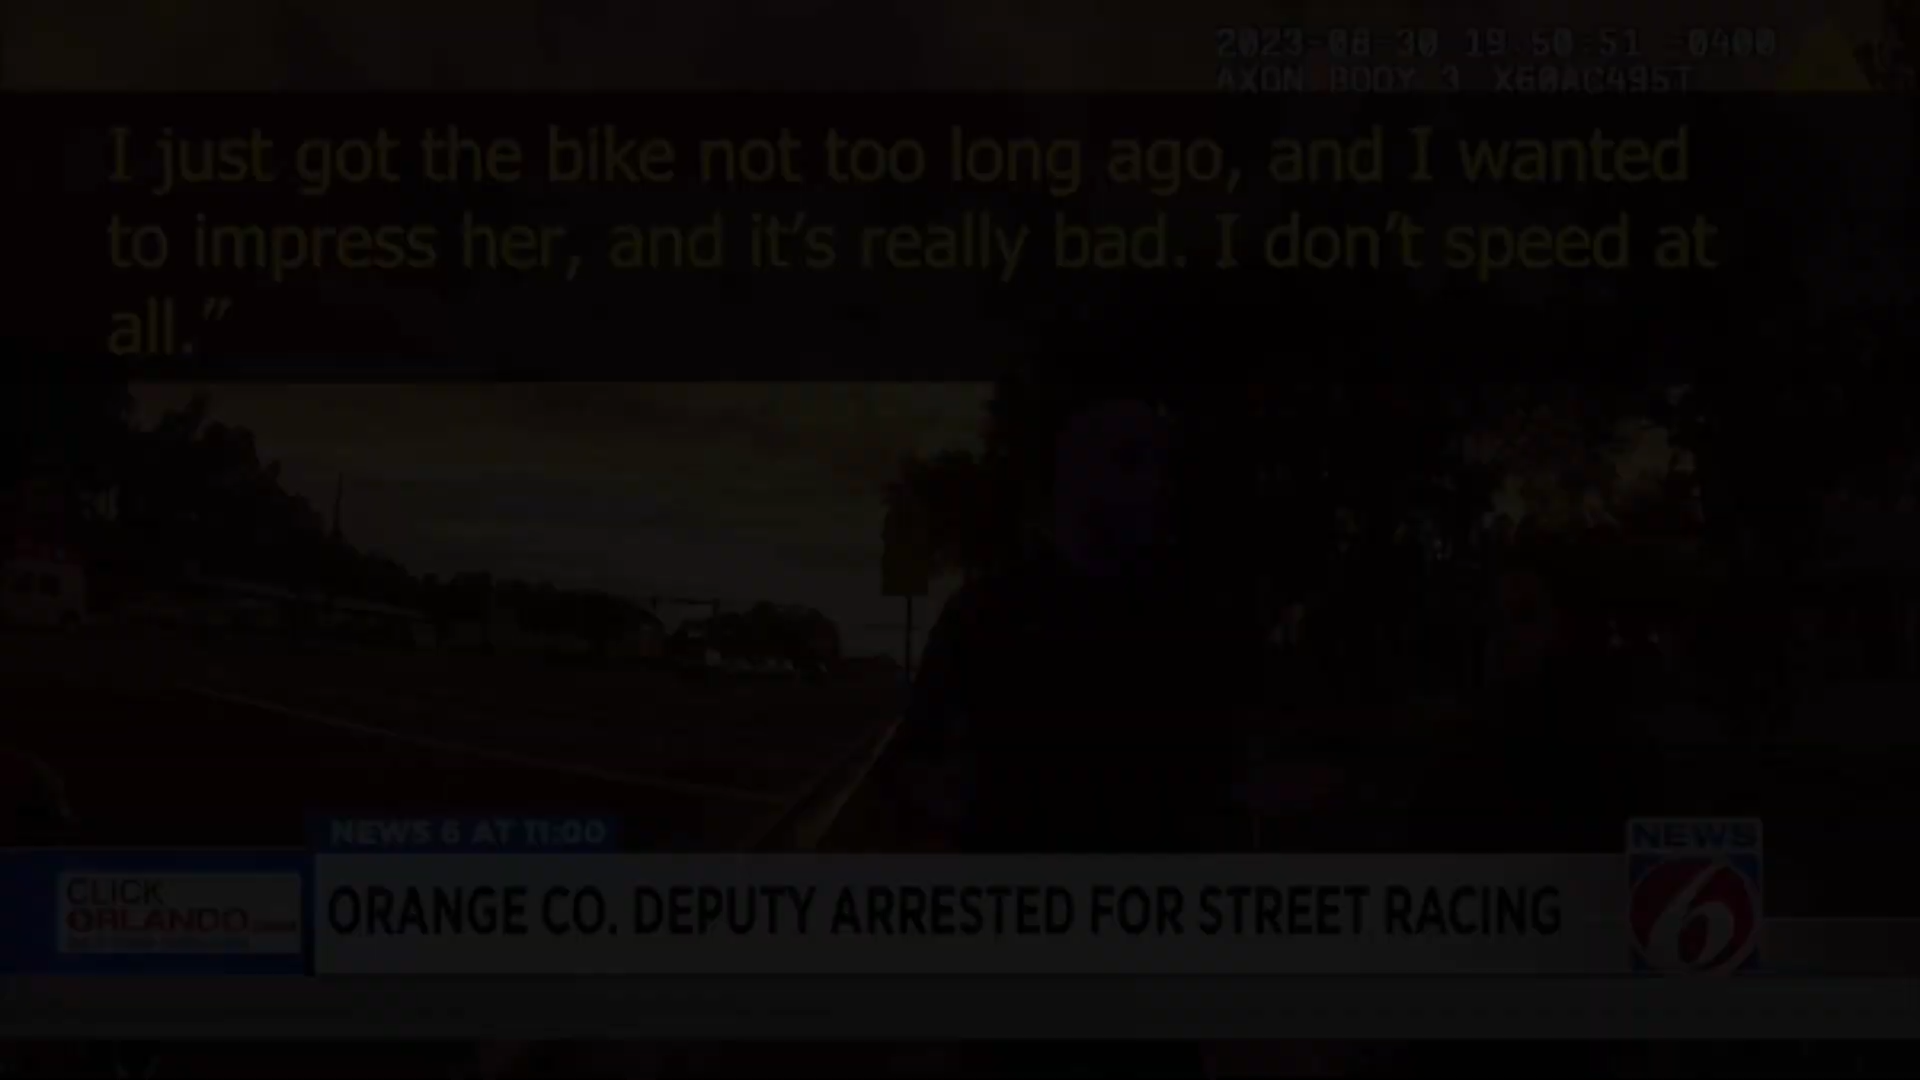 2023-08-30 19:50:51 -0400
AXON BODY 3 X60AC495T
I just got the bike not too long ago, and I wanted
to impress her, and it's really bad. I don't speed at
all.”
NEWS 6 AT 11:00
CLICK
ORLANDO.com
ORANGE CO. DEPUTY ARRESTED FOR STREET RACING
NEWS
6